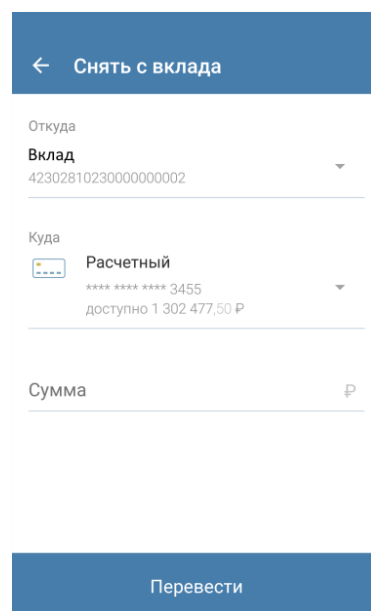 Снять с вклада
Откуда
Вклад
42302810230000000002
Куда
Расчетный
**** **** **** 3455
доступно 1 302 477,50 ₽
Сумма ₽
Перевести